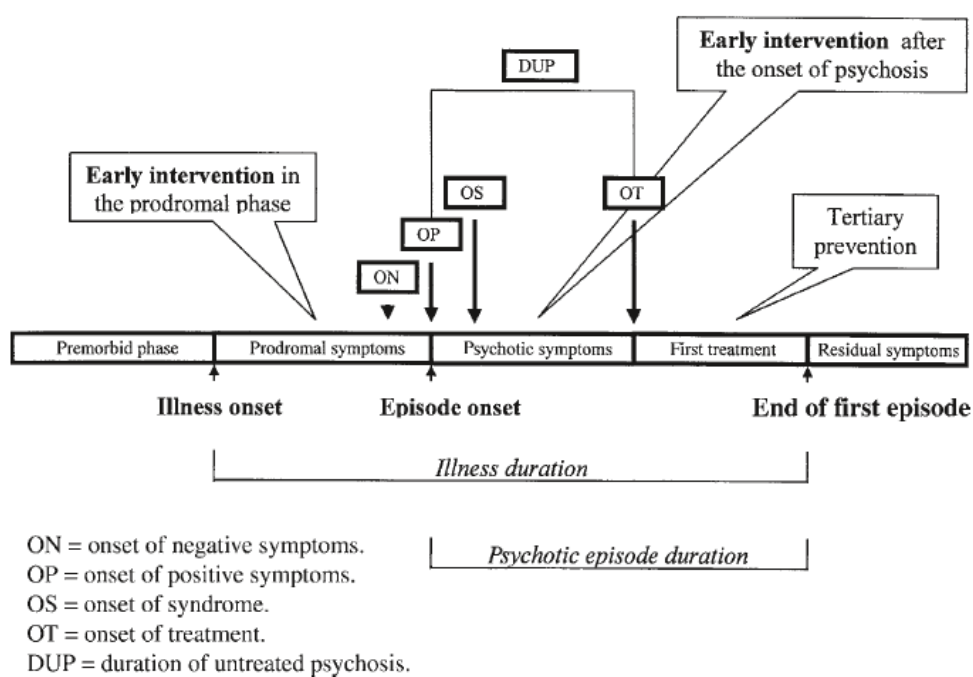 DUP
Early intervention after
the onset of psychosis
Early intervention in
the prodromal phase
OS
OT
OP
ON
Tertiary
prevention
Premorbid phase
Prodromal symptoms
Psychotic symptoms
First treatment
Residual symptoms
Illness onset
Episode onset
End of first episode
Illness duration
Psychotic episode duration
ON = onset of negative symptoms.
OP = onset of positive symptoms.
OS = onset of syndrome.
OT = onset of treatment.
DUP = duration of untreated psychosis.